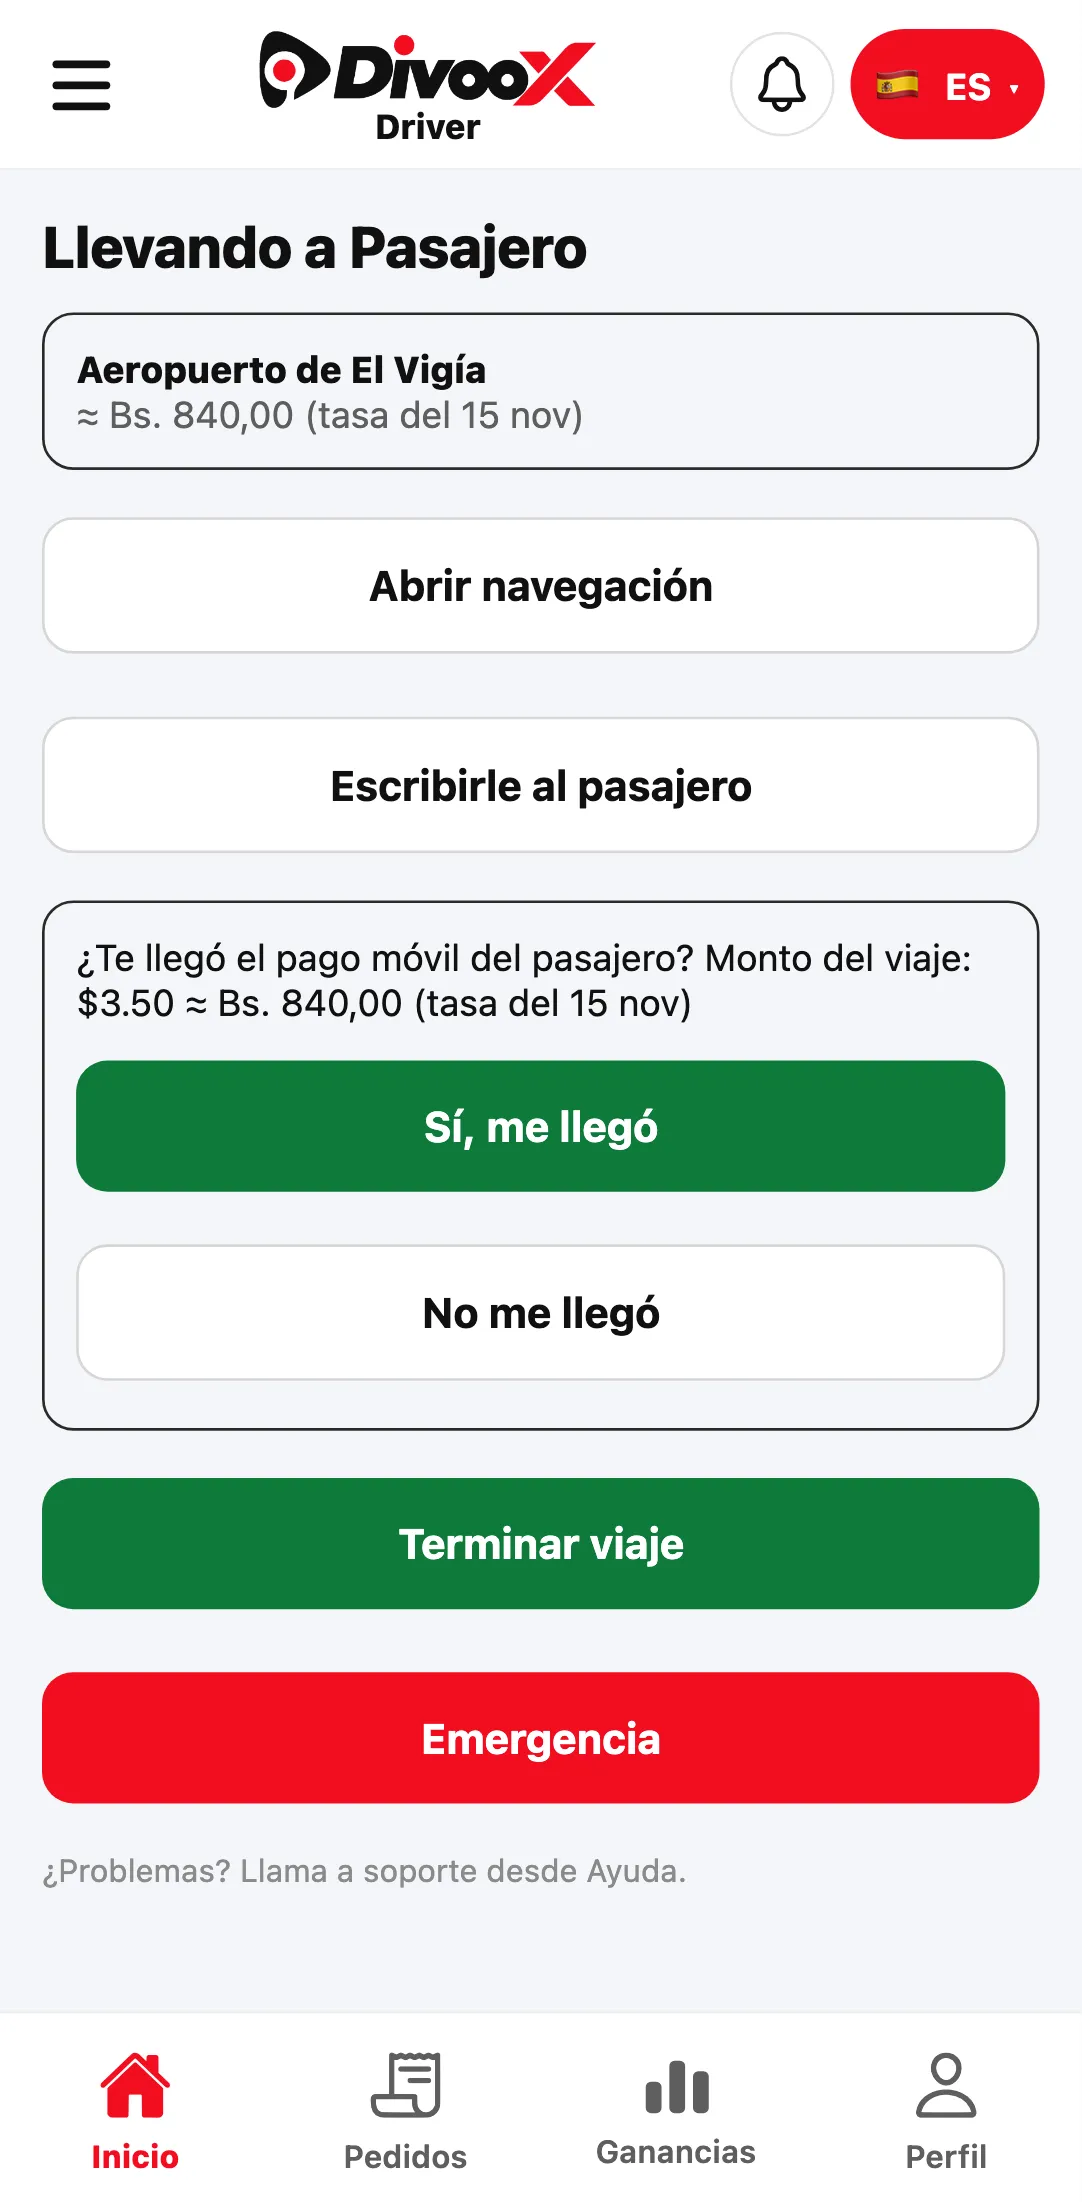 DivooX
Driver
ES
Llevando a Pasajero
Aeropuerto de El Vigía
≈ Bs. 840,00 (tasa del 15 nov)
Abrir navegación
Escribirle al pasajero
¿Te llegó el pago móvil del pasajero? Monto del viaje:
$3.50 ≈ Bs. 840,00 (tasa del 15 nov)
Sí, me llegó
No me llegó
Terminar viaje
Emergencia
¿Problemas? Llama a soporte desde Ayuda.
Inicio
Pedidos
Ganancias
Perfil